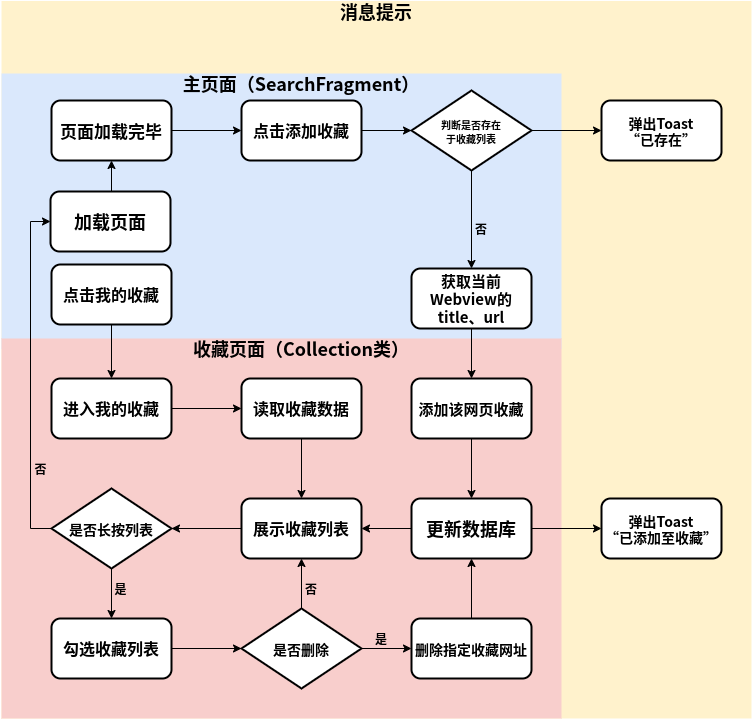 消息提示
主页面（SearchFragment）
页面加载完毕
点击添加收藏
判断是否存在
于收藏列表
弹出Toast
“已存在”
加载页面
否
点击我的收藏
获取当前
Webview的
title、url
收藏页面（Collection类）
进入我的收藏
读取收藏数据
添加该网页收藏
否
是否长按列表
展示收藏列表
更新数据库
弹出Toast
“已添加至收藏”
是
否
勾选收藏列表
是否删除
是
删除指定收藏网址